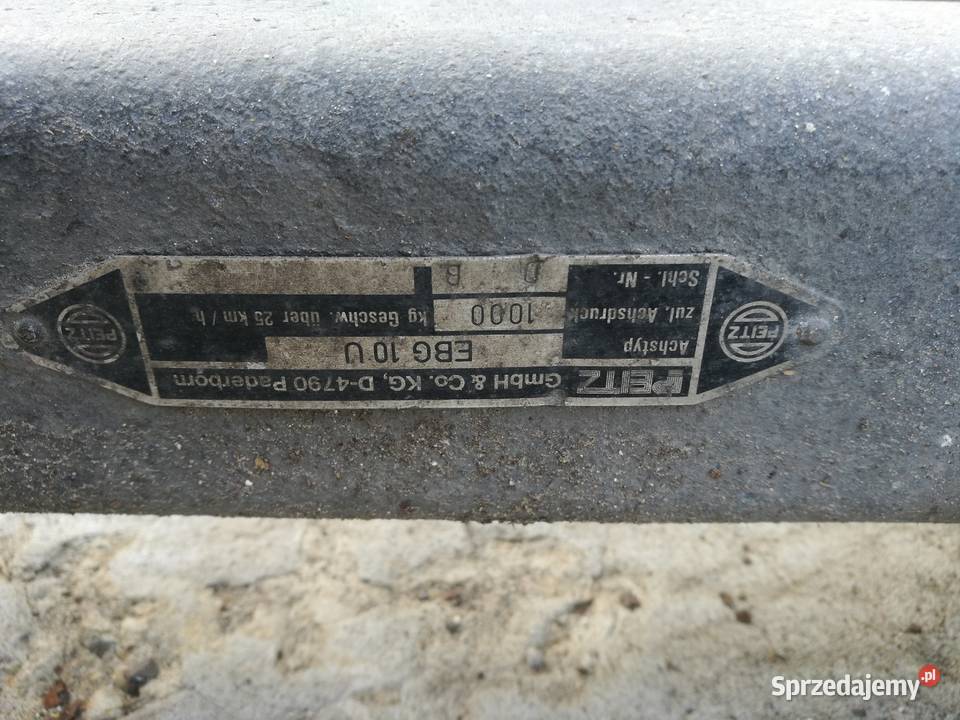 PEITZ GmbH & Co. KG, D-4790 Paderborn
PEITZ
Achstyp EBG 10 U
zul. Achsdruck 1000 kg Geschw. über 25 km/h
Schl. - Nr. D B
PEITZ
Sprzedajemy.pl